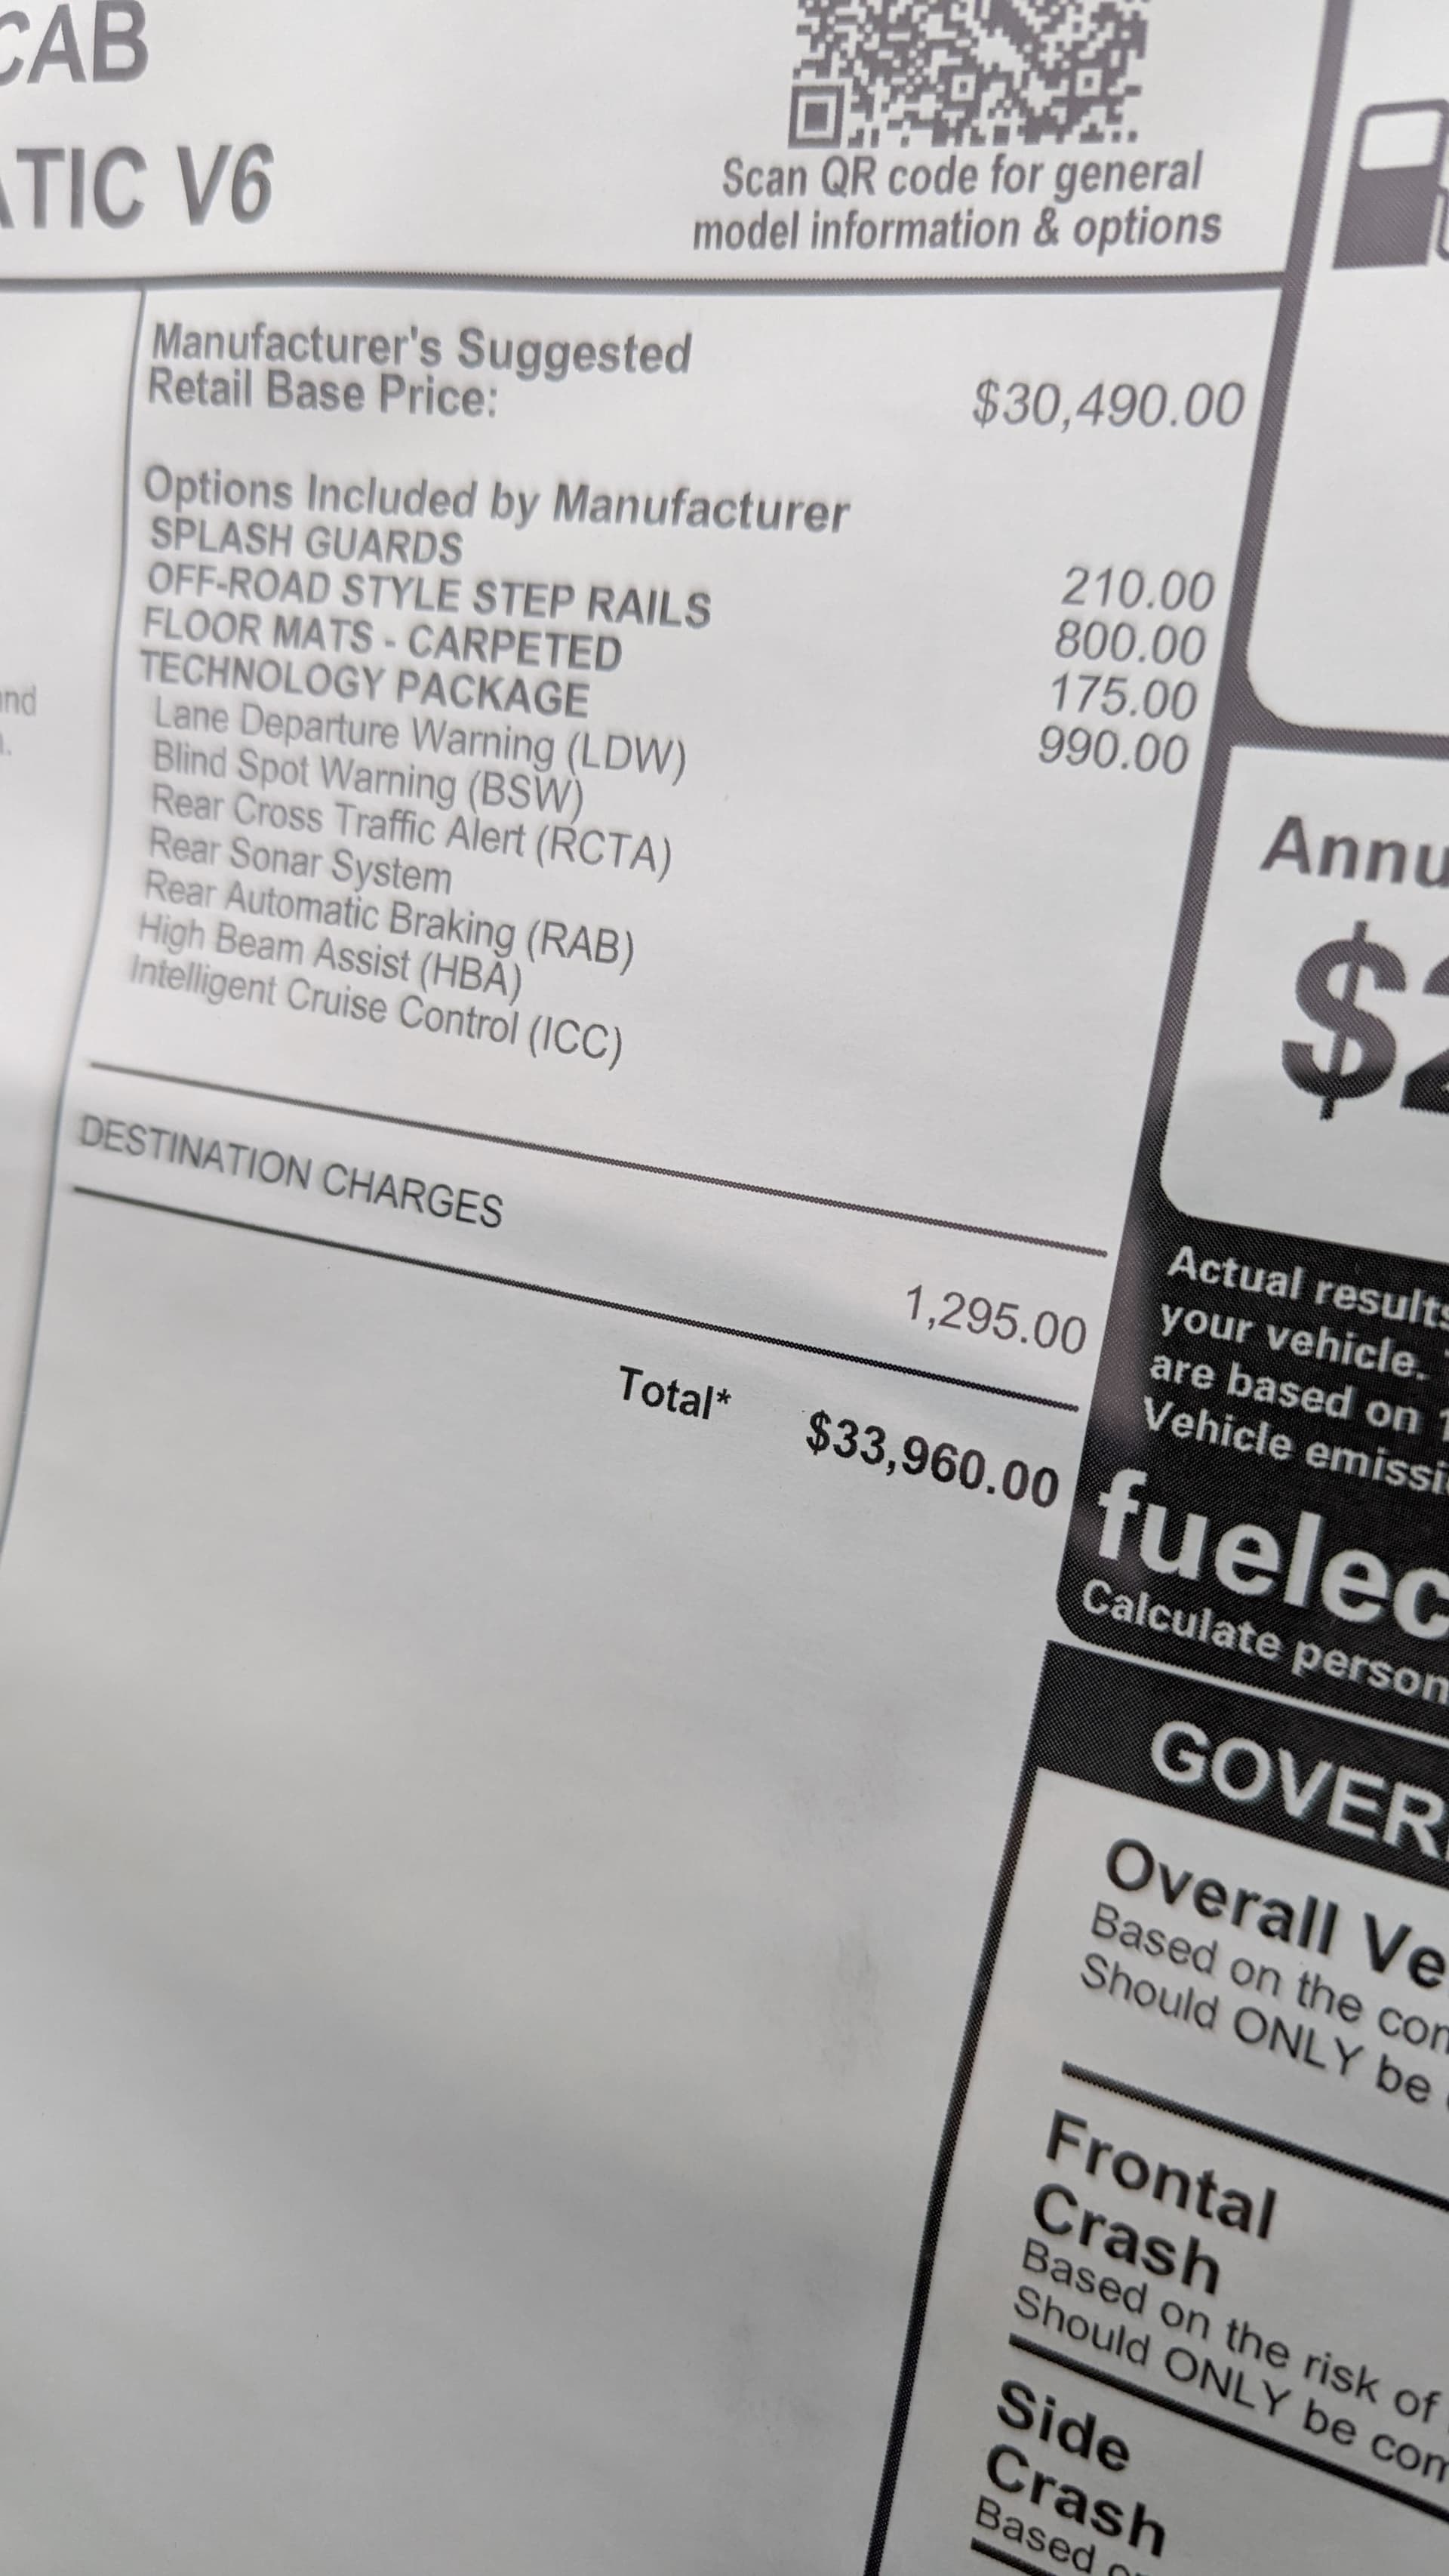 CAB
TIC V6
Scan QR code for general
model information & options
Manufacturer's Suggested
Retail Base Price:
$30,490.00
Options Included by Manufacturer
SPLASH GUARDS 210.00
OFF-ROAD STYLE STEP RAILS 800.00
FLOOR MATS - CARPETED 175.00
TECHNOLOGY PACKAGE 990.00
Lane Departure Warning (LDW)
Blind Spot Warning (BSW)
Rear Cross Traffic Alert (RCTA)
Rear Sonar System
Rear Automatic Braking (RAB)
High Beam Assist (HBA)
Intelligent Cruise Control (ICC)
DESTINATION CHARGES 1,295.00
Total* $33,960.00
Annu
$2
Actual results
your vehicle.
are based on 1
Vehicle emissi
fuelec
Calculate person
GOVER
Overall Ve
Based on the con
Should ONLY be
Frontal
Crash
Based on the risk of
Should ONLY be com
Side
Crash
Based